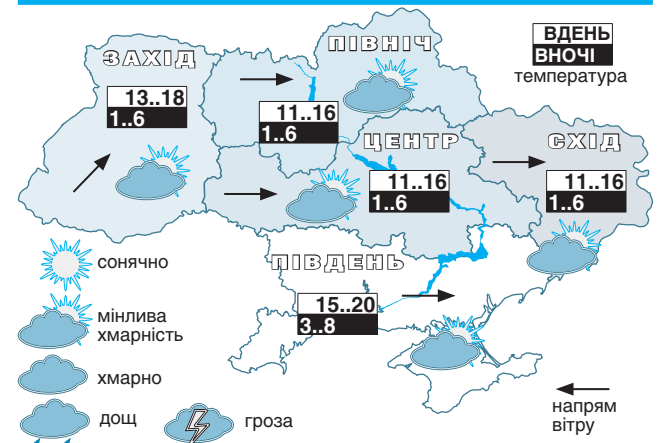 ПІВНІЧ
ВДЕНЬ
ВНОЧІ
температура
ЗАХІД
13..18
1..6
11..16
1..6
ЦЕНТР
11..16
1..6
СХІД
11..16
1..6
ПІВДЕНЬ
15..20
3..8
сонячно
мінлива
хмарність
хмарно
дощ
гроза
напрям
вітру